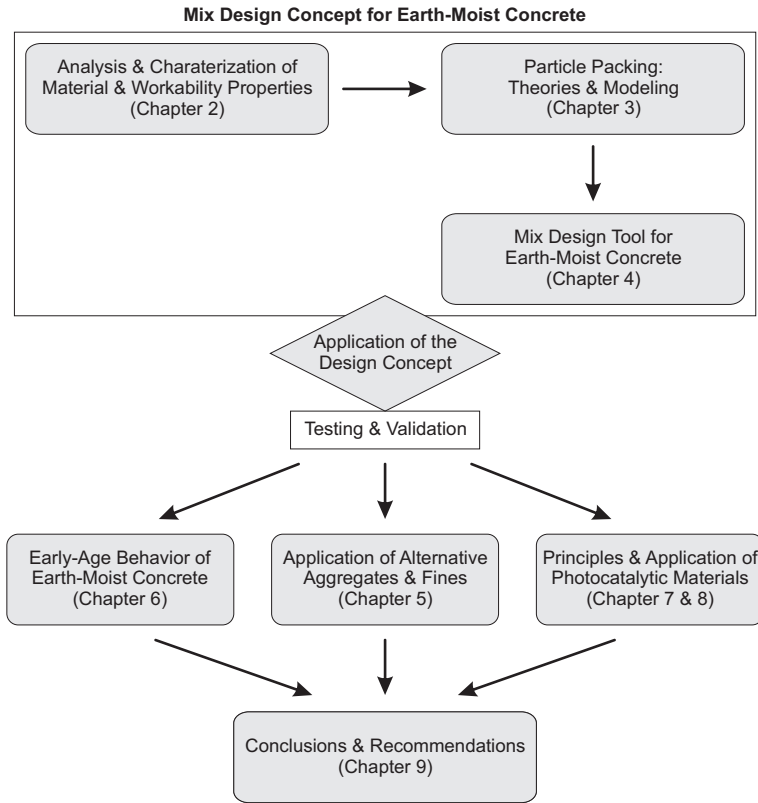 Mix Design Concept for Earth-Moist Concrete
Analysis & Charaterization of
Material & Workability Properties
(Chapter 2)
Particle Packing:
Theories & Modeling
(Chapter 3)
Mix Design Tool for
Earth-Moist Concrete
(Chapter 4)
Application of the
Design Concept
Testing & Validation
Early-Age Behavior of
Earth-Moist Concrete
(Chapter 6)
Application of Alternative
Aggregates & Fines
(Chapter 5)
Principles & Application of
Photocatalytic Materials
(Chapter 7 & 8)
Conclusions & Recommendations
(Chapter 9)